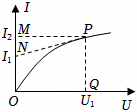 I
I₂ M P
I₁ N
O U₁ Q U